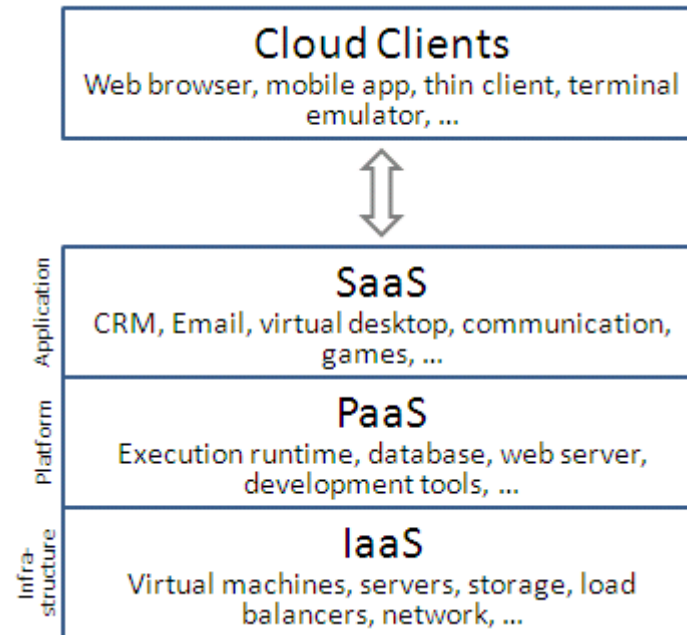 Cloud Clients
Web browser, mobile app, thin client, terminal
emulator, ...
Application
SaaS
CRM, Email, virtual desktop, communication,
games, ...
Platform
PaaS
Execution runtime, database, web server,
development tools, ...
Infra-
structure
IaaS
Virtual machines, servers, storage, load
balancers, network, ...